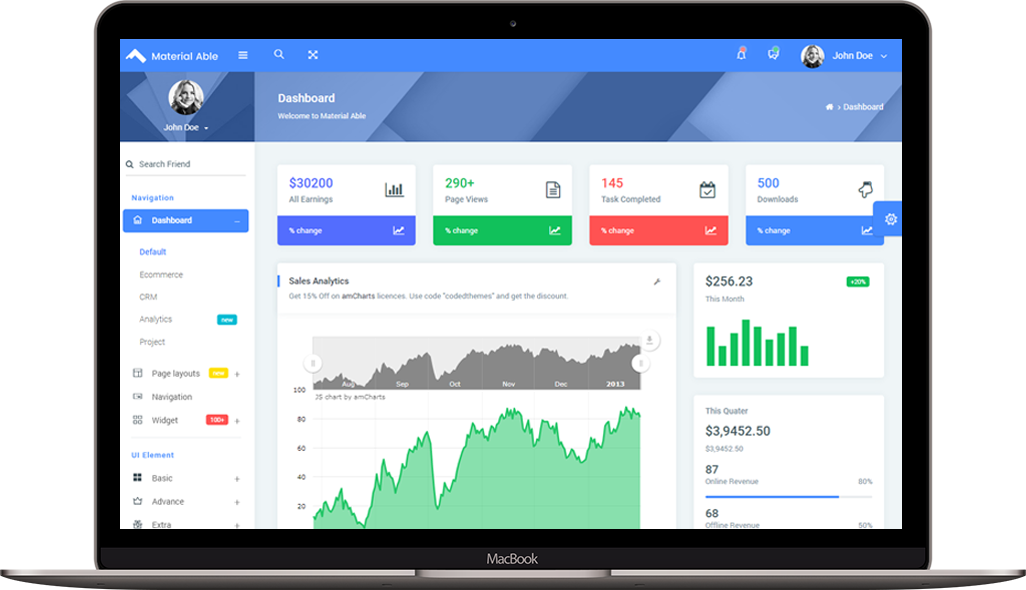 Material Able
John Doe
John Doe
Dashboard
Welcome to Material Able
Dashboard
Search Friend
Navigation
Dashboard
Default
Ecommerce
CRM
Analytics new
Project
Page layouts new +
Navigation
Widget 100+ +
UI Element
Basic +
Advance +
Extra +
$30200
All Earnings
% change
290+
Page Views
% change
145
Task Completed
% change
500
Downloads
% change
Sales Analytics
Get 15% Off on amCharts licences. Use code "codedthemes" and get the discount.
Aug Sep Oct Nov Dec 2013
JS chart by amCharts
100
80
60
40
20
$256.23 +20%
This Month
This Quater
$3,9452.50
$3,9452.50
87
Online Revenue 80%
68
Offline Revenue 50%
MacBook